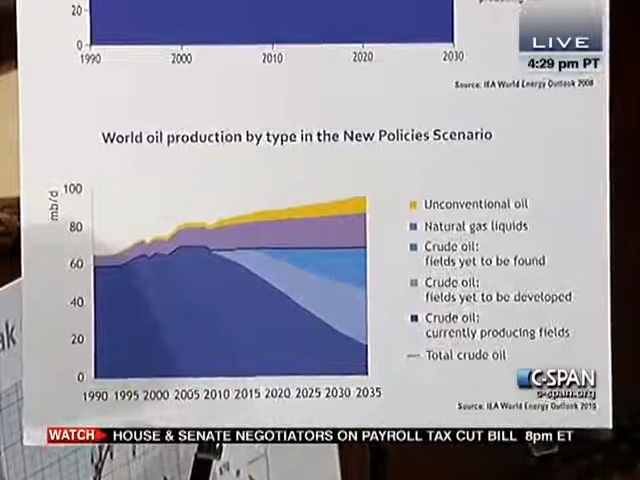 20-
0-
1990
2000
2010
2020
2030
LIVE
4:29 pm PT
Source: IEA World Energy Outlook 2008
World oil production by type in the New Policies Scenario
mb/d
100
80
60
40
20
0
1990 1995 2000 2005 2010 2015 2020 2025 2030 2035
Unconventional oil
Natural gas liquids
Crude oil:
fields yet to be found
Crude oil:
fields yet to be developed
Crude oil:
currently producing fields
Total crude oil
C-SPAN
c-span.org
Source: IEA World Energy Outlook 2010
WATCH HOUSE & SENATE NEGOTIATORS ON PAYROLL TAX CUT BILL 8pm ET